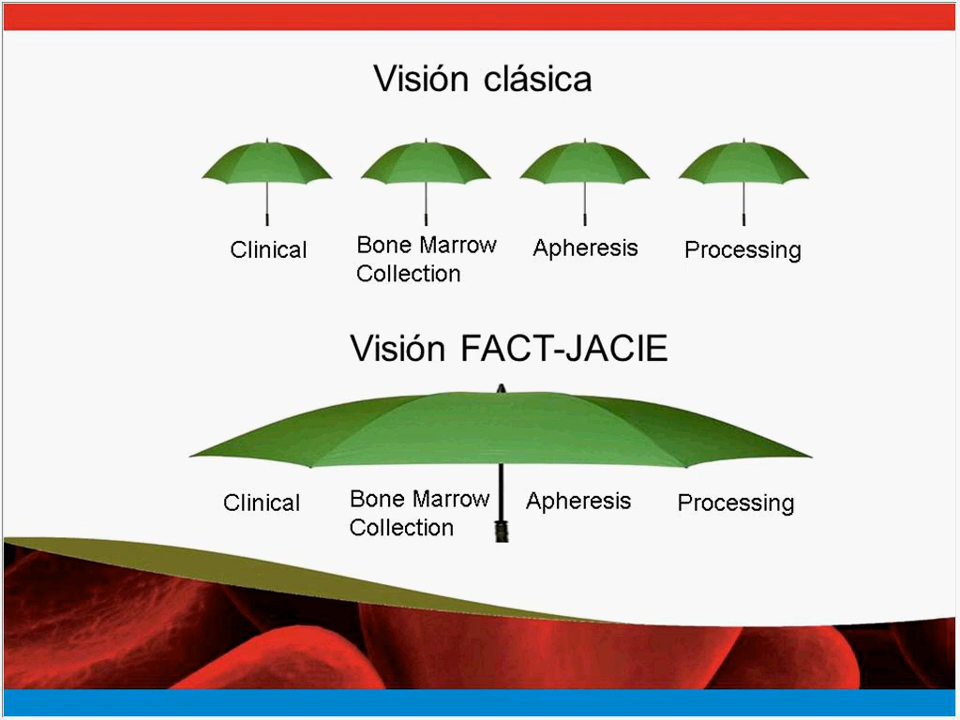 Visión clásica
Clinical
Bone Marrow
Collection
Apheresis
Processing
Visión FACT-JACIE
Clinical
Bone Marrow
Collection
Apheresis
Processing